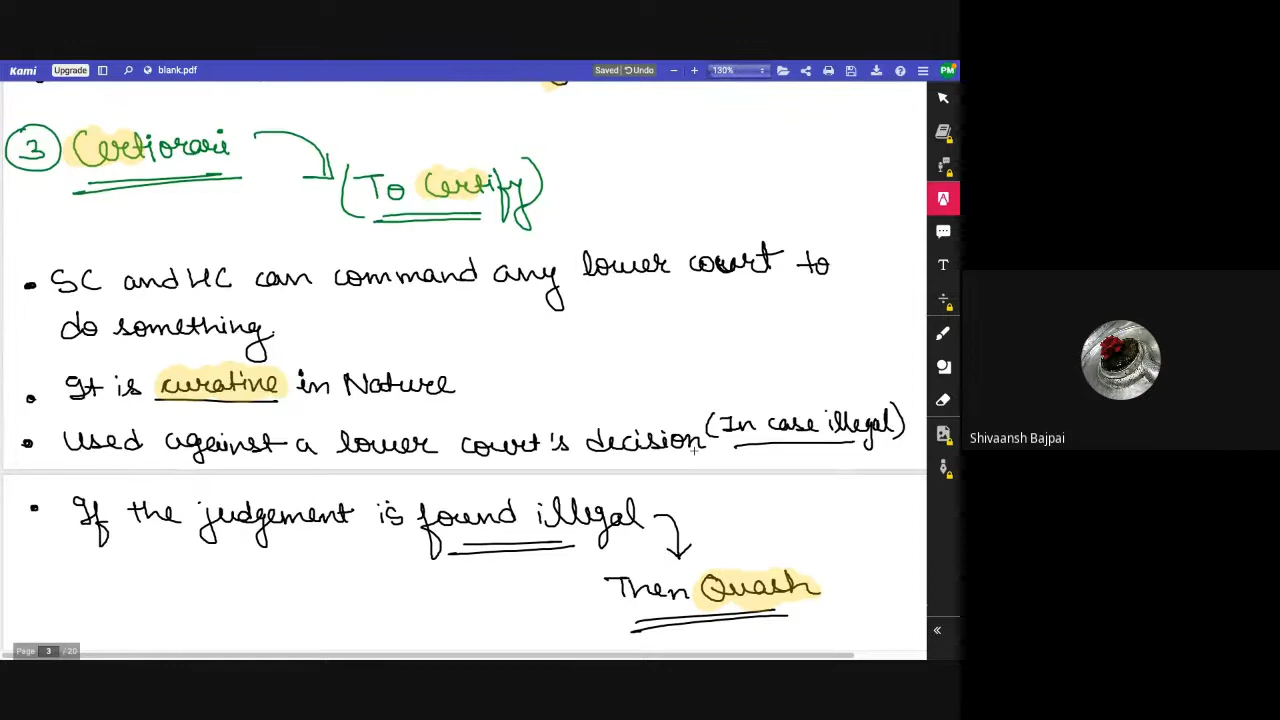 Kami Upgrade blank.pdf Saved Undo 130% PM
3 Certiorari
(To Certify)
• SC and HC can command any lower court to
do something
• It is curative in Nature
• Used against a lower court's decision (In case illegal)
• If the judgement is found illegal
Then Quash
Page 3 / 20
Shivaansh Bajpai